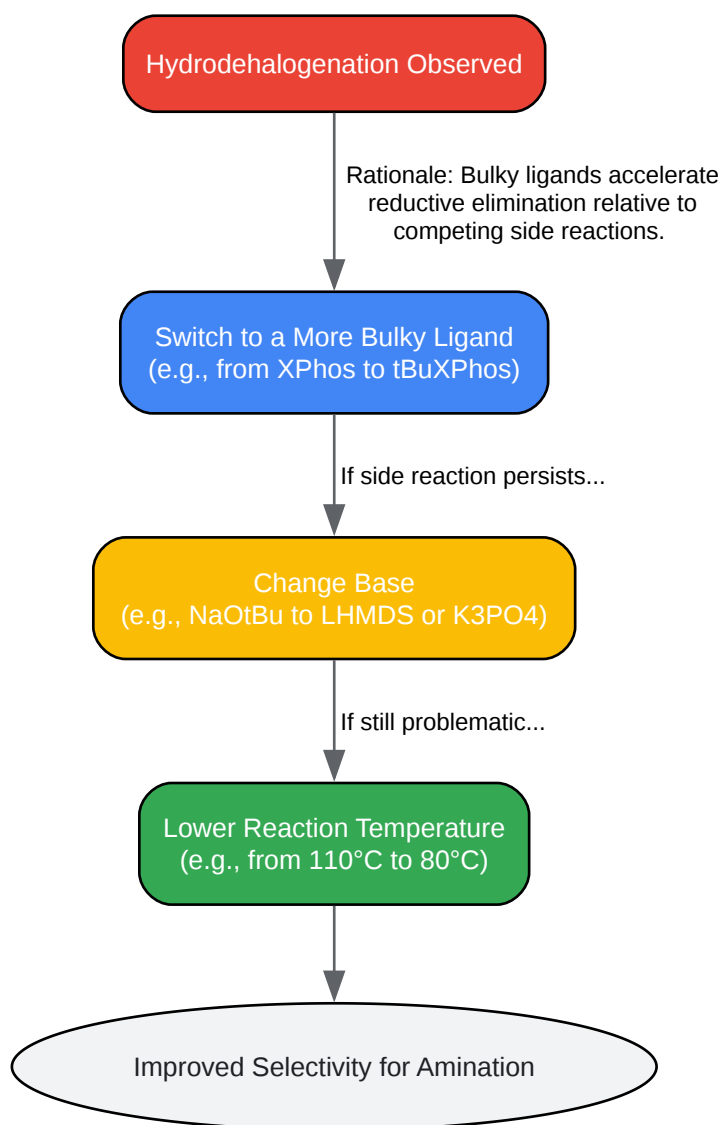 Hydrodehalogenation Observed
Rationale: Bulky ligands accelerate
reductive elimination relative to
competing side reactions.
Switch to a More Bulky Ligand
(e.g., from XPhos to tBuXPhos)
If side reaction persists...
Change Base
(e.g., NaOtBu to LHMDS or K3PO4)
If still problematic...
Lower Reaction Temperature
(e.g., from 110°C to 80°C)
Improved Selectivity for Amination